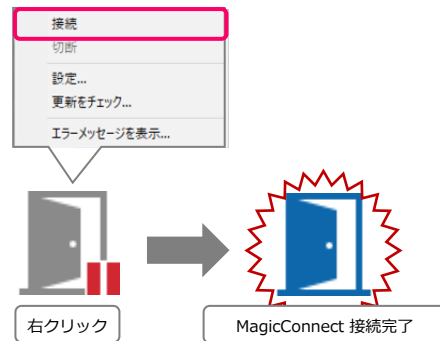 接続
切断
設定...
更新をチェック...
エラーメッセージを表示...
右クリック
MagicConnect 接続完了